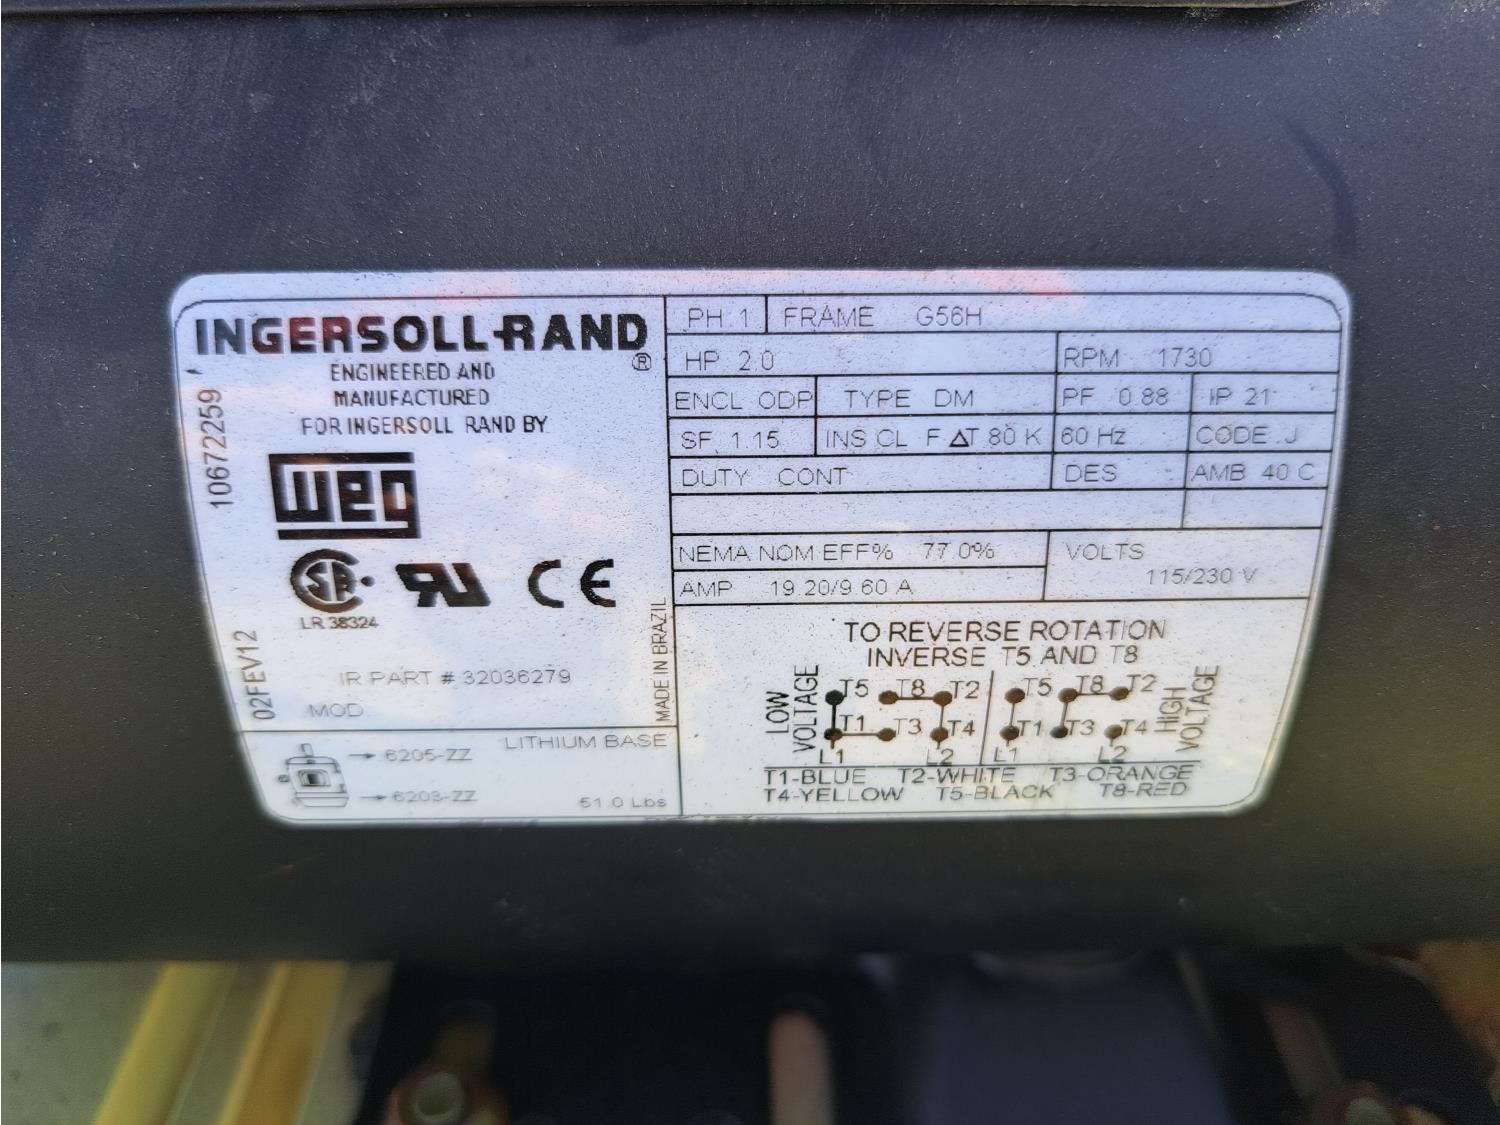 INGERSOLL-RAND®
ENGINEERED AND
MANUFACTURED
FOR INGERSOLL RAND BY
WEG
10672259
02FEV12
LR 38324
IR PART # 32036279
MOD
MADE IN BRAZIL
6205-ZZ
6203-ZZ
LITHIUM BASE
51.0 Lbs
PH 1 FRAME G56H
HP 2.0 RPM 1730
ENCL ODP TYPE DM PF 0.88 IP 21
SF 1.15 INS CL F ΔT 80 K 60 Hz CODE J
DUTY CONT DES AMB 40 C
NEMA NOM EFF% 77.0% VOLTS
115/230 V
AMP 19.20/9.60 A
TO REVERSE ROTATION
INVERSE T5 AND T8
LOW
VOLTAGE
T5 T8 T2
T1 T3 T4
L1 L2
T5 T8 T2
T1 T3 T4
L1 L2
HIGH
VOLTAGE
T1-BLUE T2-WHITE T3-ORANGE
T4-YELLOW T5-BLACK T8-RED